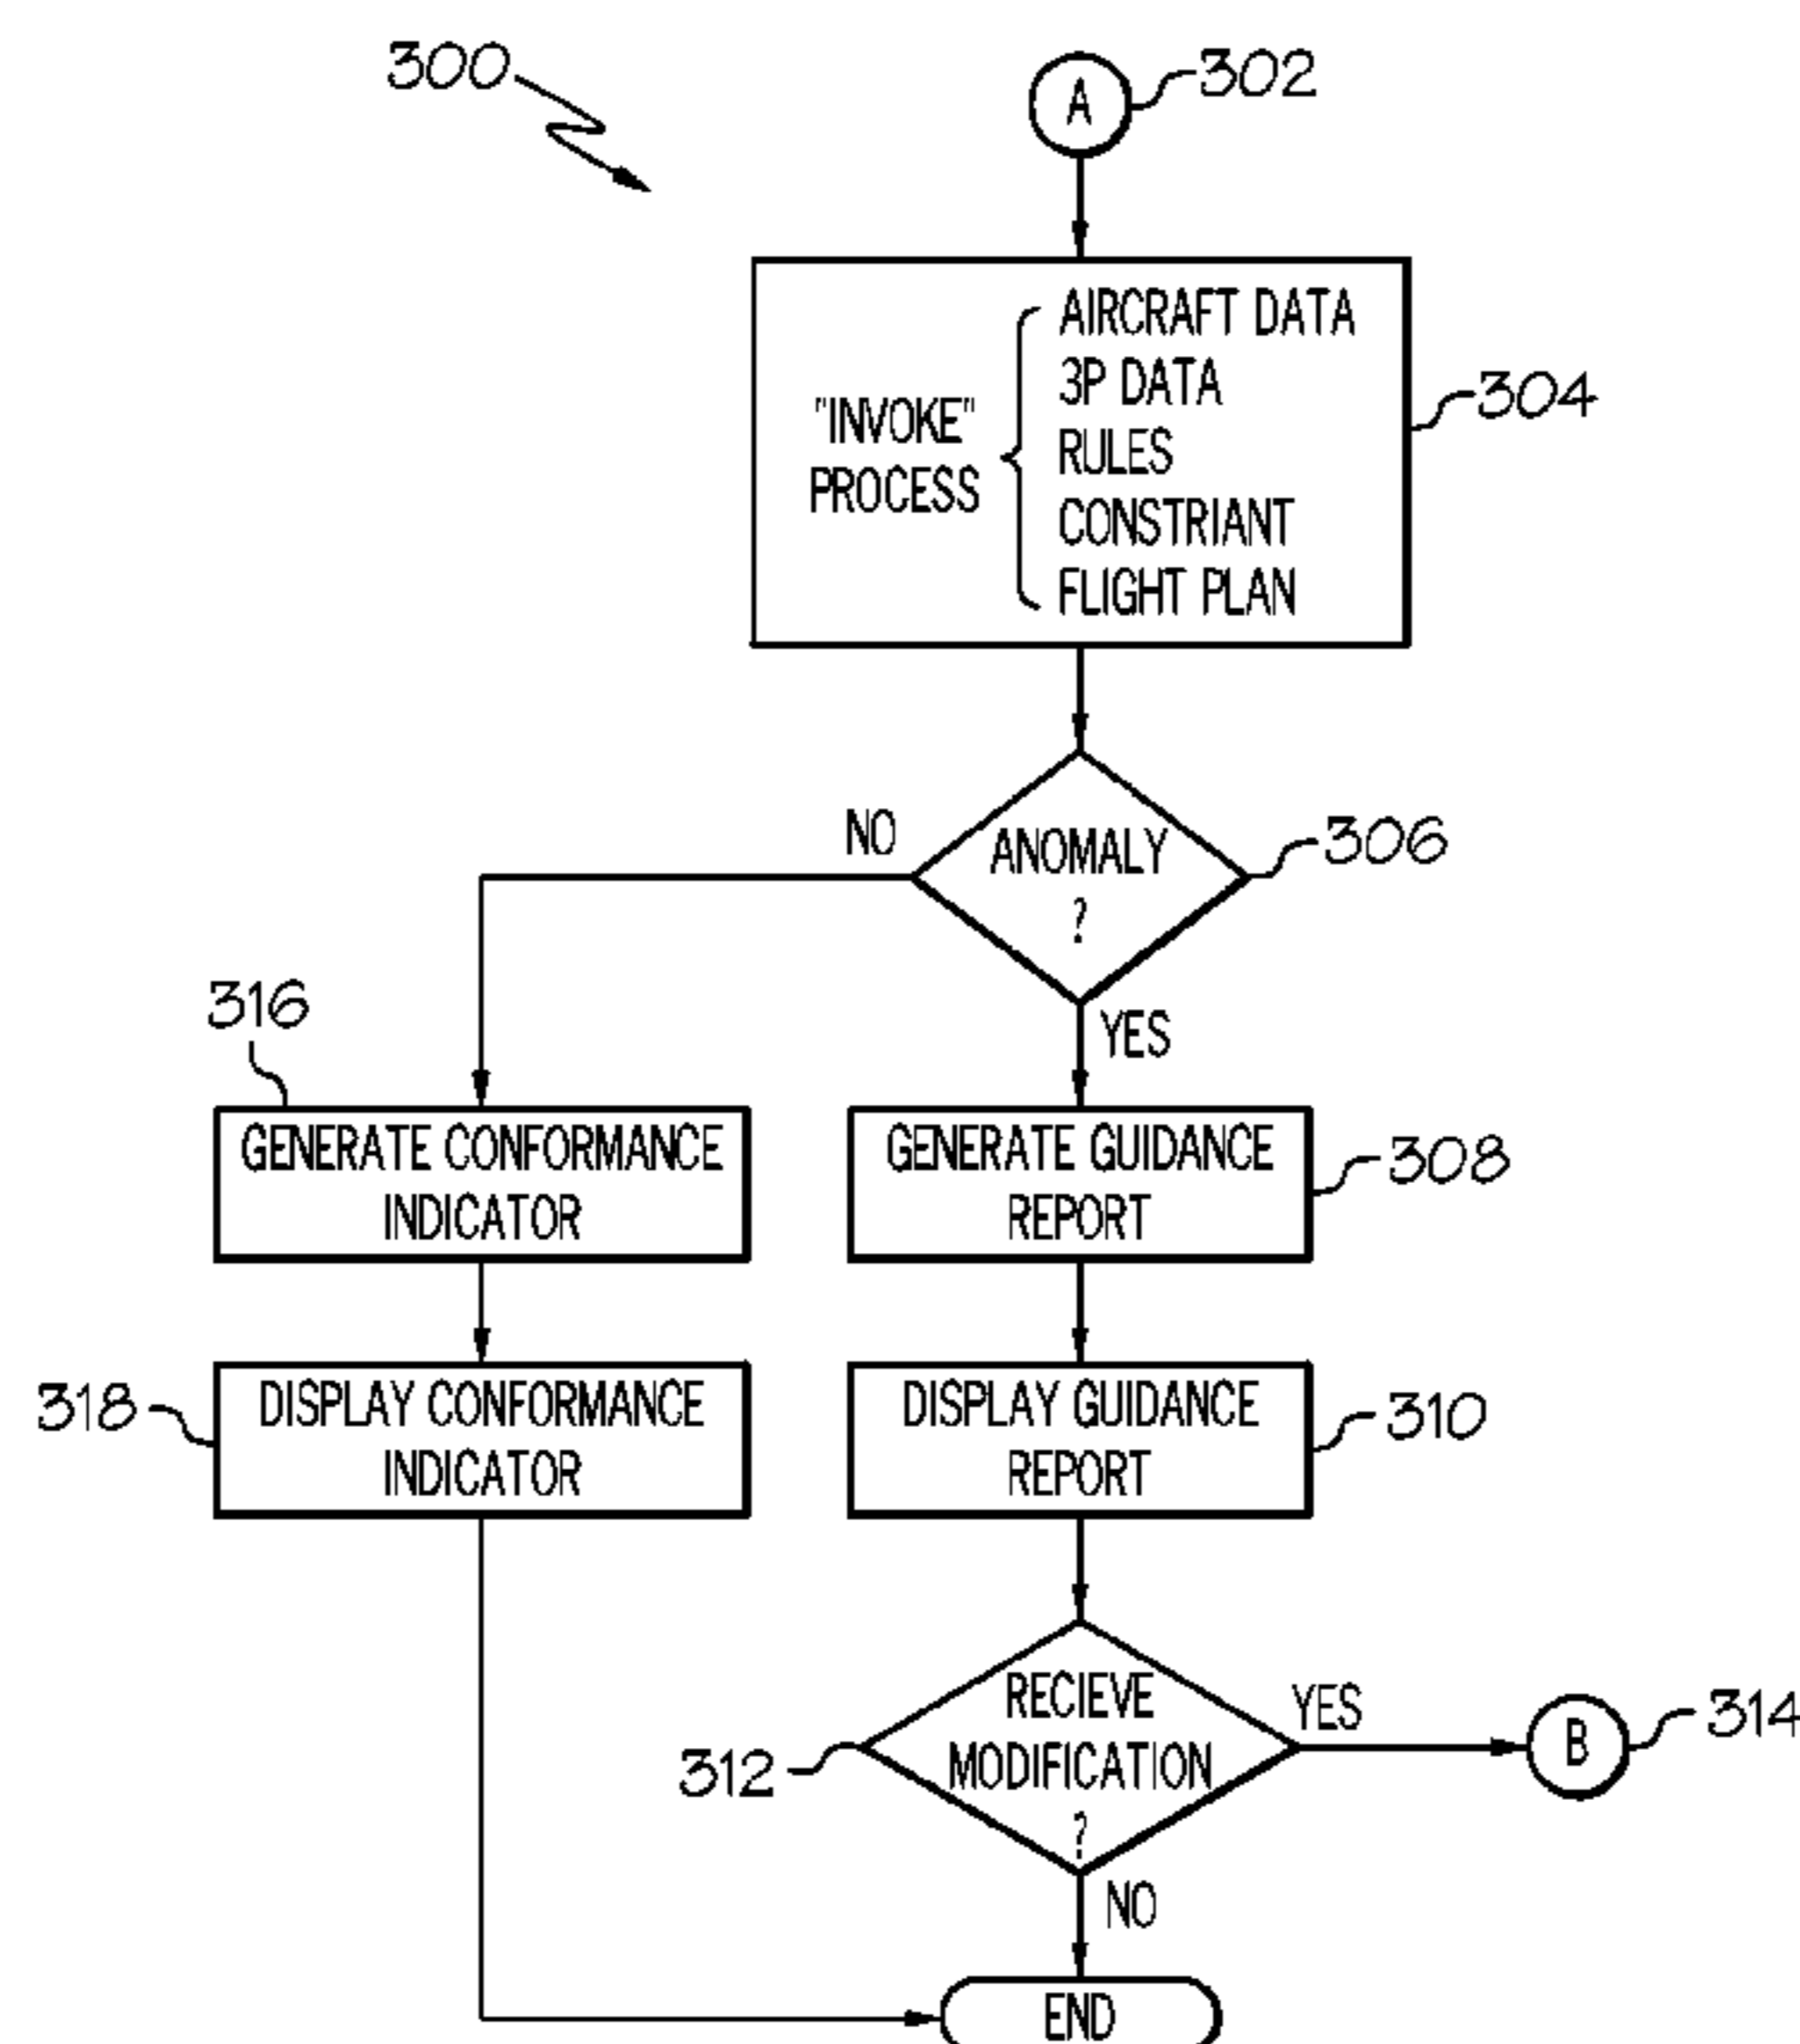 300
A
302
"INVOKE"
PROCESS
AIRCRAFT DATA
3P DATA
RULES
CONSTRIANT
FLIGHT PLAN
304
ANOMALY
?
306
NO
YES
316
GENERATE CONFORMANCE
INDICATOR
GENERATE GUIDANCE
REPORT
308
318
DISPLAY CONFORMANCE
INDICATOR
DISPLAY GUIDANCE
REPORT
310
RECIEVE
MODIFICATION
?
312
YES
B
314
NO
END